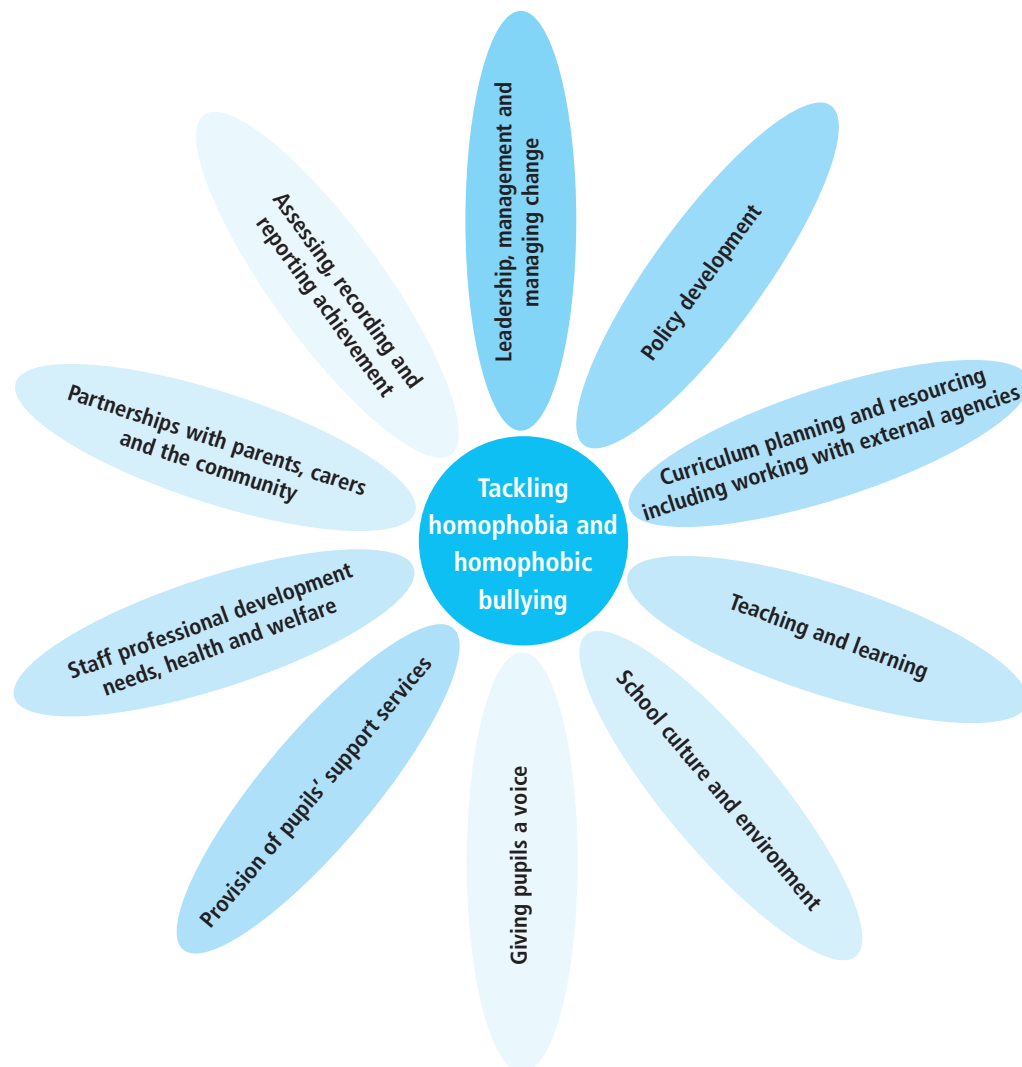 Leadership, management and
managing change
Policy development
Curriculum planning and resourcing
including working with external agencies
Teaching and learning
School culture and environment
Giving pupils a voice
Provision of pupils’ support services
Staff professional development
needs, health and welfare
Partnerships with parents, carers
and the community
Assessing, recording and
reporting achievement
Tackling
homophobia and
homophobic
bullying